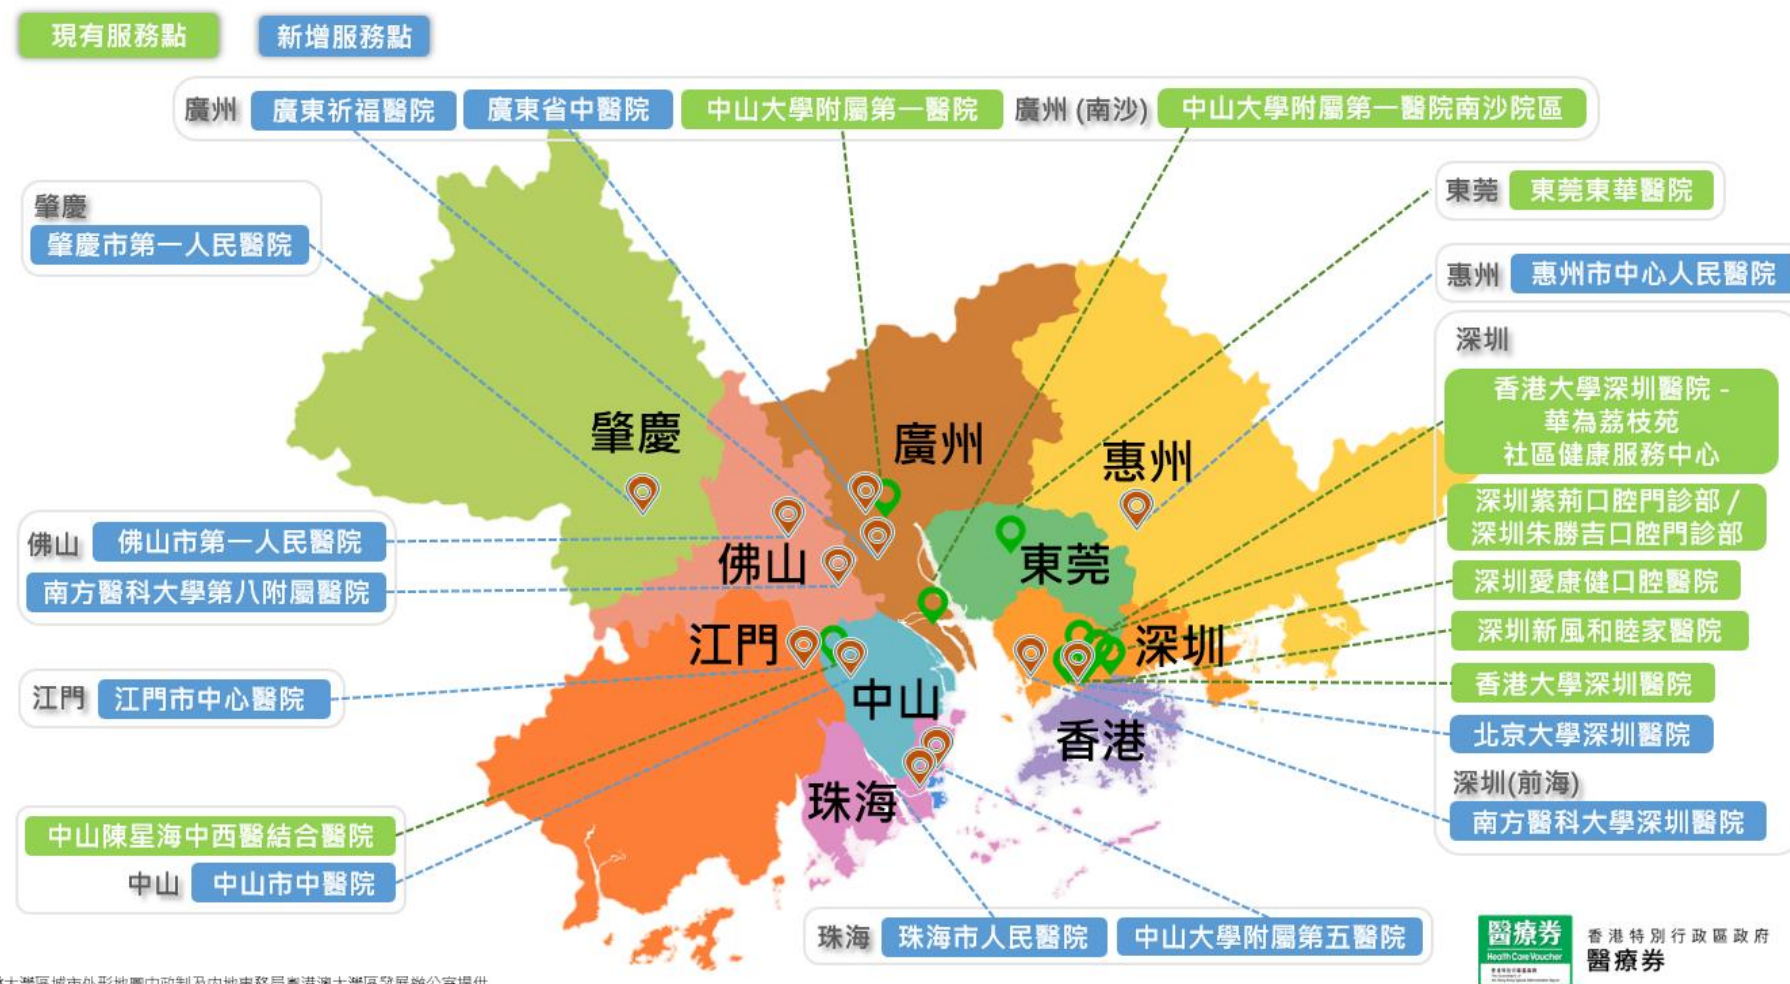 現有服務點
新增服務點
廣州
廣東祈福醫院
廣東省中醫院
中山大學附屬第一醫院
廣州 (南沙)
中山大學附屬第一醫院南沙院區
肇慶
肇慶市第一人民醫院
東莞
東莞東華醫院
惠州
惠州市中心人民醫院
深圳
香港大學深圳醫院 -
華為荔枝苑
社區健康服務中心
深圳紫荊口腔門診部 /
深圳朱勝吉口腔門診部
深圳愛康健口腔醫院
深圳新風和睦家醫院
香港大學深圳醫院
北京大學深圳醫院
深圳(前海)
南方醫科大學深圳醫院
肇慶
廣州
惠州
佛山
東莞
江門
深圳
中山
香港
珠海
佛山
佛山市第一人民醫院
南方醫科大學第八附屬醫院
江門
江門市中心醫院
中山陳星海中西醫結合醫院
中山
中山市中醫院
珠海
珠海市人民醫院
中山大學附屬第五醫院
醫療券
Health Care Voucher
香港特別行政區政府
醫療券